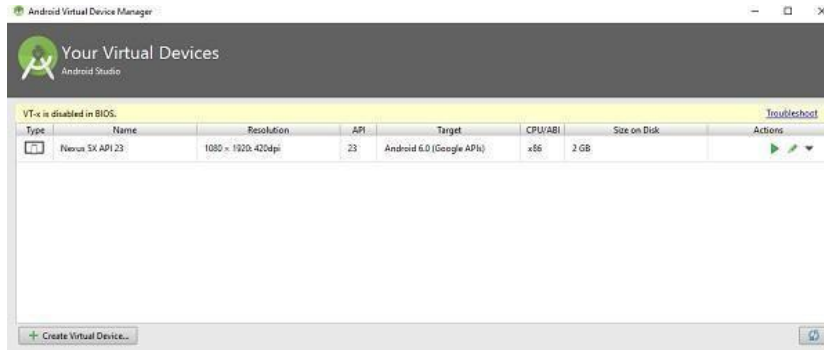 Android Virtual Device Manager
Your Virtual Devices
Android Studio
VT-x is disabled in BIOS. Troubleshoot
Type Name Resolution API Target CPU/ABI Size on Disk Actions
Nexus 5X API 23 1080 × 1920: 420dpi 23 Android 6.0 (Google APIs) x86 2 GB
+ Create Virtual Device...